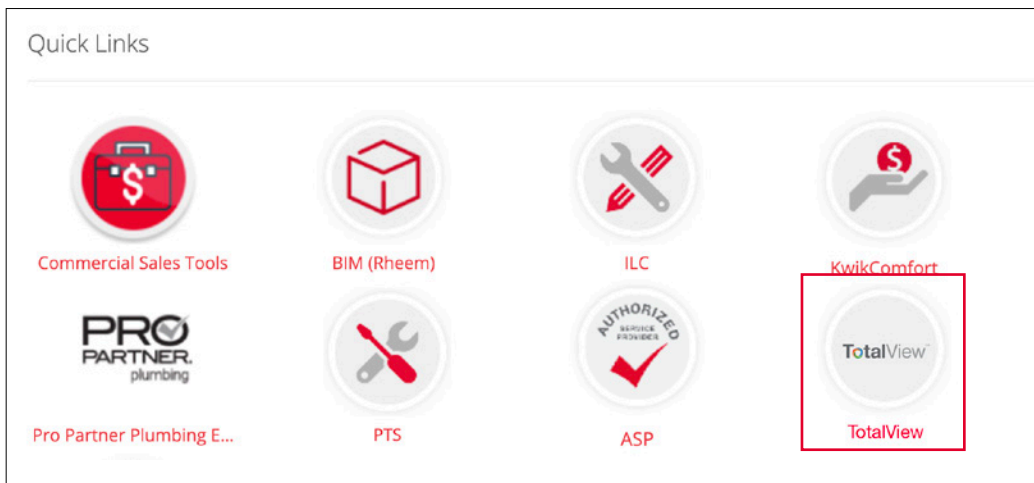 Quick Links
$
$
Commercial Sales Tools
BIM (Rheem)
ILC
KwikComfort
PRO
PARTNER.
plumbing
AUTHORIZED
SERVICE
PROVIDER
TotalView™
Pro Partner Plumbing E...
PTS
ASP
TotalView